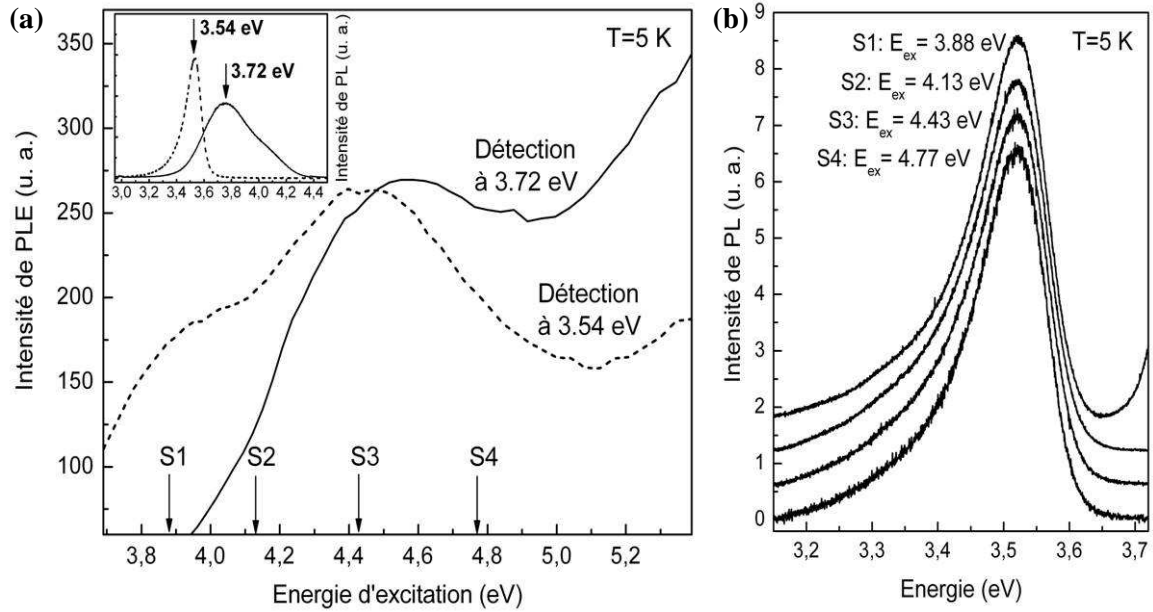 (a)
Intensité de PLE (u. a.)
350
300
250
200
150
100
3,8 4,0 4,2 4,4 4,6 4,8 5,0 5,2
Energie d'excitation (eV)
T=5 K
3.54 eV
3.72 eV
Intensité de PL (u. a.)
3,0 3,2 3,4 3,6 3,8 4,0 4,2 4,4
Détection
à 3.72 eV
Détection
à 3.54 eV
S1 S2 S3 S4
(b)
Intensité de PL (u. a.)
9
8
7
6
5
4
3
2
1
0
3,2 3,3 3,4 3,5 3,6 3,7
Energie (eV)
S1: E_ex= 3.88 eV
S2: E_ex= 4.13 eV
S3: E_ex= 4.43 eV
S4: E_ex= 4.77 eV
T=5 K